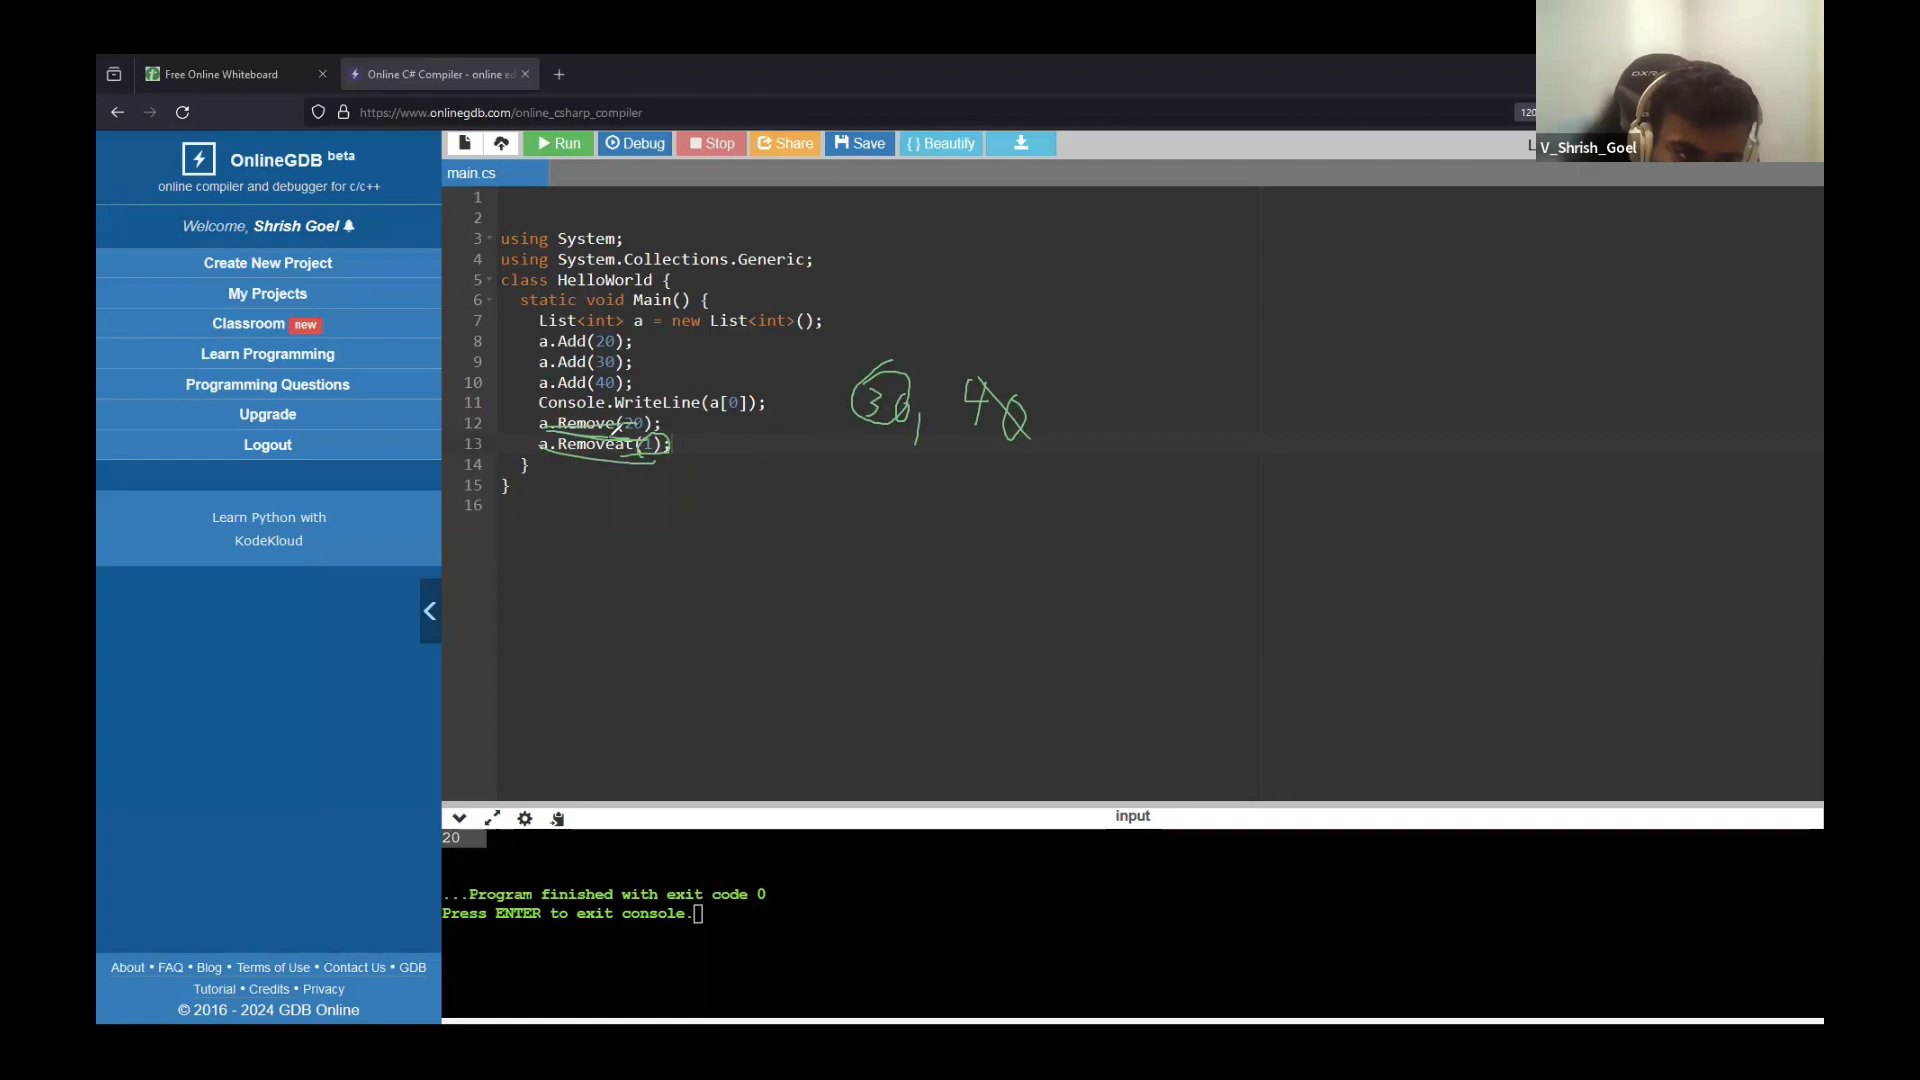 Free Online Whiteboard
Online C# Compiler - online ed
https://www.onlinegdb.com/online_csharp_compiler
120
DXR
V_Shrish_Goel
OnlineGDB beta
online compiler and debugger for c/c++
Welcome, Shrish Goel
Create New Project
My Projects
Classroom new
Learn Programming
Programming Questions
Upgrade
Logout
Learn Python with
KodeKloud
About • FAQ • Blog • Terms of Use • Contact Us • GDB
Tutorial • Credits • Privacy
© 2016 - 2024 GDB Online
Run Debug Stop Share Save { } Beautify
main.cs
1
2
3 using System;
4 using System.Collections.Generic;
5 class HelloWorld {
6 static void Main() {
7 List<int> a = new List<int>();
8 a.Add(20);
9 a.Add(30);
10 a.Add(40);
11 Console.WriteLine(a[0]);
12 a.Remove(20);
13 a.Removeat(1);
14 }
15 }
16
30, 40
input
20
...Program finished with exit code 0
Press ENTER to exit console.